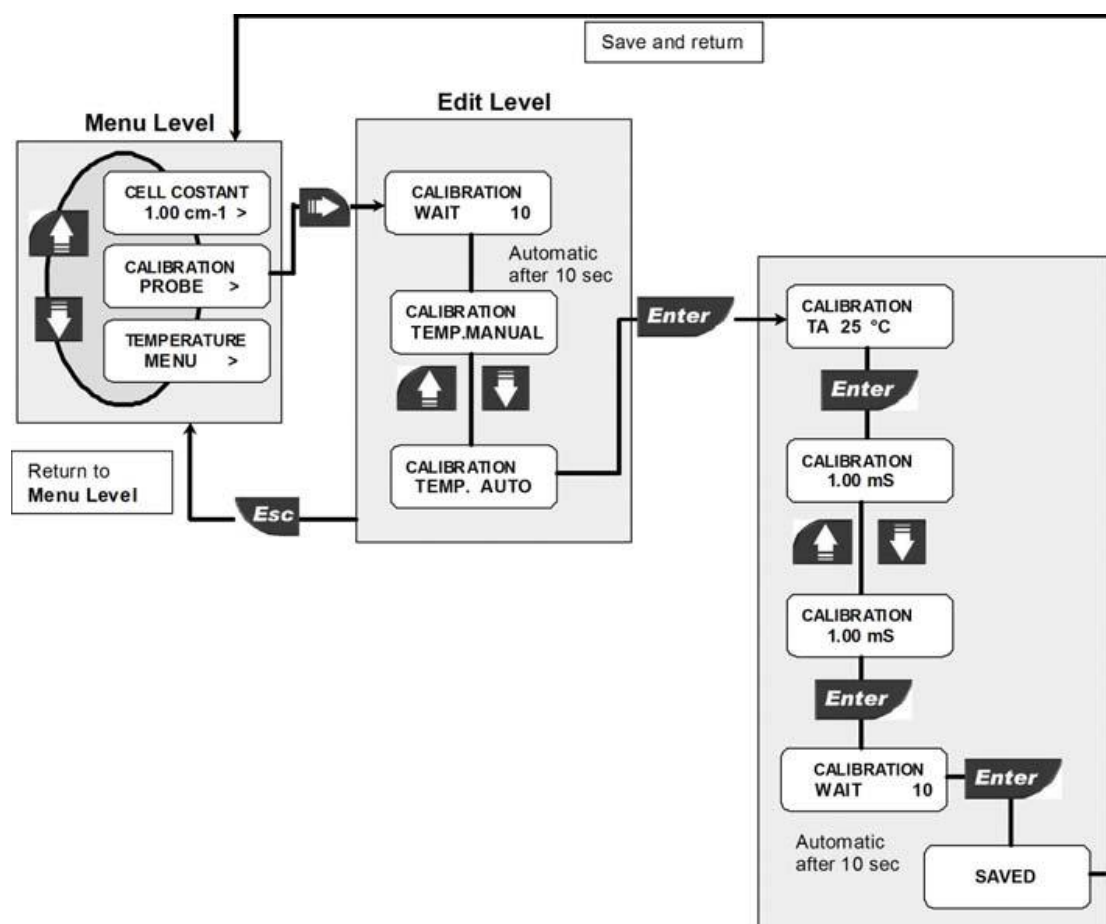 Save and return
Menu Level
Edit Level
CELL COSTANT
1.00 cm-1 >
CALIBRATION
PROBE >
TEMPERATURE
MENU >
CALIBRATION
WAIT 10
Automatic
after 10 sec
CALIBRATION
TEMP.MANUAL
CALIBRATION
TEMP. AUTO
Return to
Menu Level
Esc
Enter
CALIBRATION
TA 25 °C
Enter
CALIBRATION
1.00 mS
CALIBRATION
1.00 mS
Enter
CALIBRATION
WAIT 10
Enter
Automatic
after 10 sec
SAVED